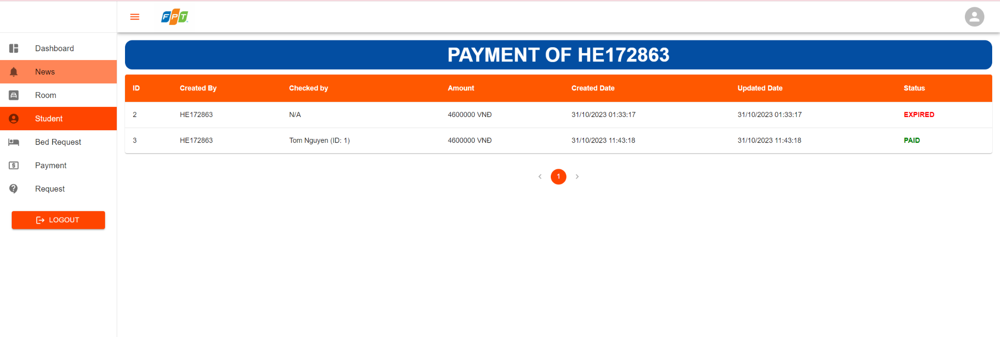 FPT
Dashboard
News
Room
Student
Bed Request
Payment
Request
LOGOUT
PAYMENT OF HE172863
ID Created By Checked by Amount Created Date Updated Date Status
2 HE172863 N/A 4600000 VNĐ 31/10/2023 01:33:17 31/10/2023 01:33:17 EXPIRED
3 HE172863 Tom Nguyen (ID: 1) 4600000 VNĐ 31/10/2023 11:43:18 31/10/2023 11:43:18 PAID
1